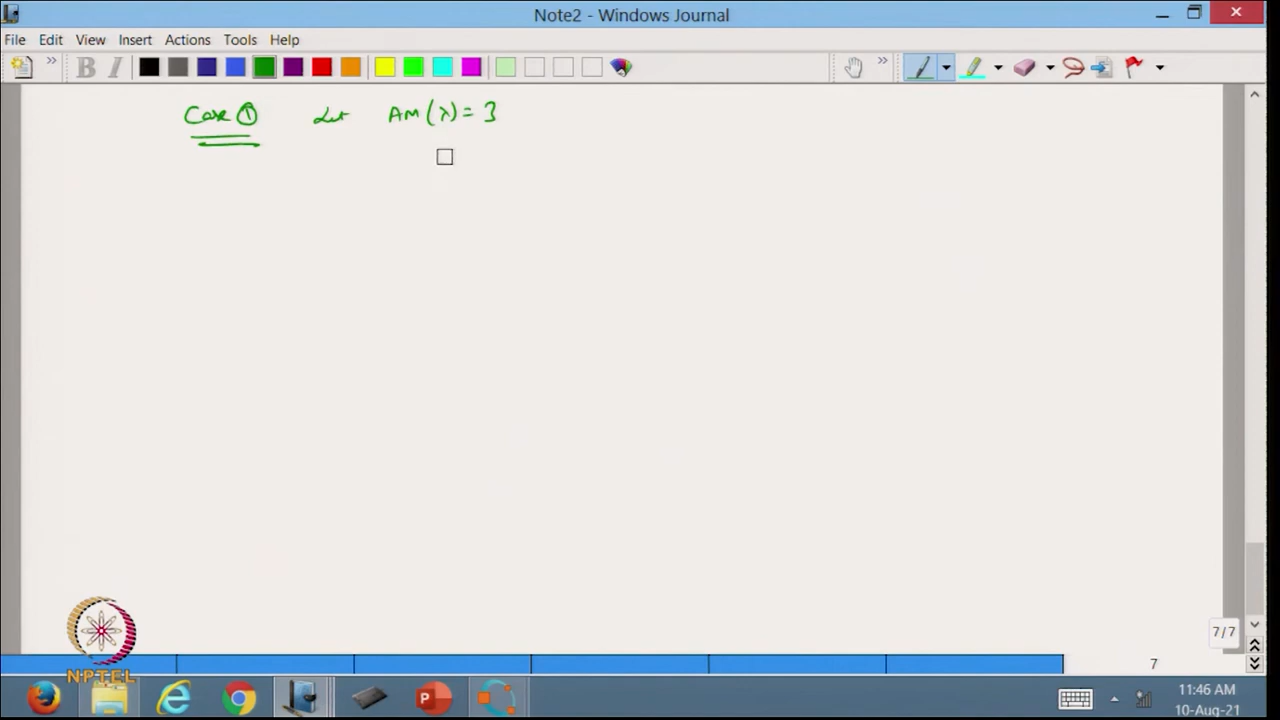 Note2 - Windows Journal
File Edit View Insert Actions Tools Help
B I
Case ① Let AM(λ) = 3
7/7
7
NPTEL
11:46 AM
10-Aug-21